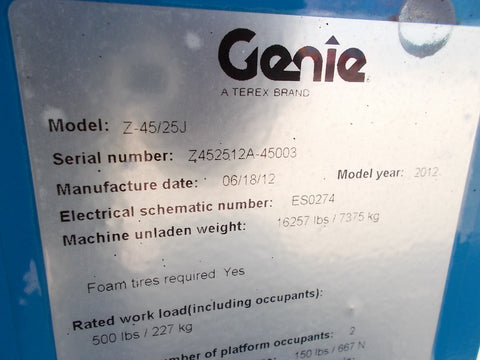 Genie
A TEREX BRAND
Model: Z-45/25J
Serial number: Z452512A-45003
Manufacture date: 06/18/12 Model year: 2012
Electrical schematic number: ES0274
Machine unladen weight: 16257 lbs / 7375 kg
Foam tires required Yes
Rated work load(including occupants):
500 lbs / 227 kg
of platform occupants: 2
150 lbs / 667 N